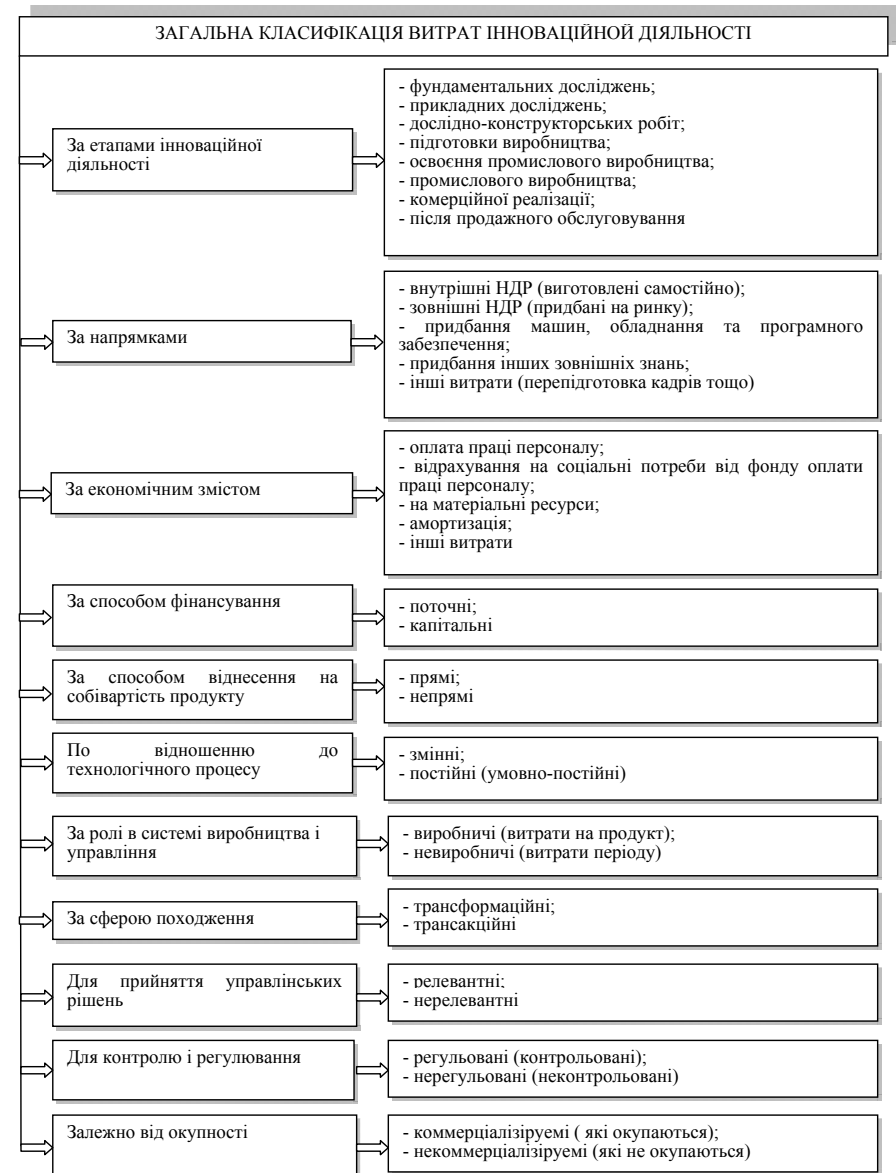 ЗАГАЛЬНА КЛАСИФІКАЦІЯ ВИТРАТ ІННОВАЦІЙНОЙ ДІЯЛЬНОСТІ
За етапами інноваційної
діяльності
- фундаментальних досліджень;
- прикладних досліджень;
- дослідно-конструкторських робіт;
- підготовки виробництва;
- освоєння промислового виробництва;
- промислового виробництва;
- комерційної реалізації;
- після продажного обслуговування
За напрямками
- внутрішні НДР (виготовлені самостійно);
- зовнішні НДР (придбані на ринку);
- придбання машин, обладнання та програмного
забезпечення;
- придбання інших зовнішніх знань;
- інші витрати (перепідготовка кадрів тощо)
За економічним змістом
- оплата праці персоналу;
- відрахування на соціальні потреби від фонду оплати
праці персоналу;
- на матеріальні ресурси;
- амортизація;
- інші витрати
За способом фінансування
- поточні;
- капітальні
За способом віднесення на
собівартість продукту
- прямі;
- непрямі
По відношенню до
технологічного процесу
- змінні;
- постійні (умовно-постійні)
За ролі в системі виробництва і
управління
- виробничі (витрати на продукт);
- невиробничі (витрати періоду)
За сферою походження
- трансформаційні;
- трансакційні
Для прийняття управлінських
рішень
- релевантні;
- нерелевантні
Для контролю і регулювання
- регульовані (контрольовані);
- нерегульовані (неконтрольовані)
Залежно від окупності
- коммерціалізіруемі ( які окупаються);
- некоммерціалізіруемі (які не окупаються)